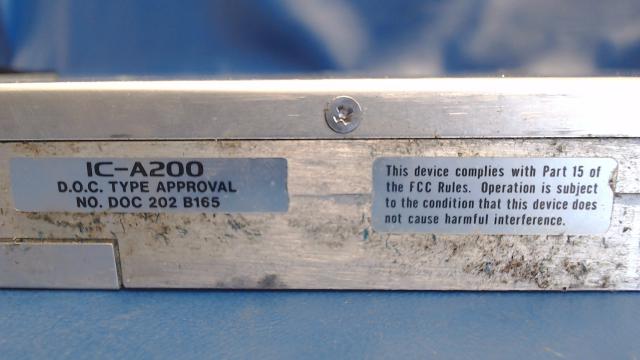 IC-A200
D.O.C. TYPE APPROVAL
NO. DOC 202 B165
This device complies with Part 15 of
the FCC Rules. Operation is subject
to the condition that this device does
not cause harmful interference.